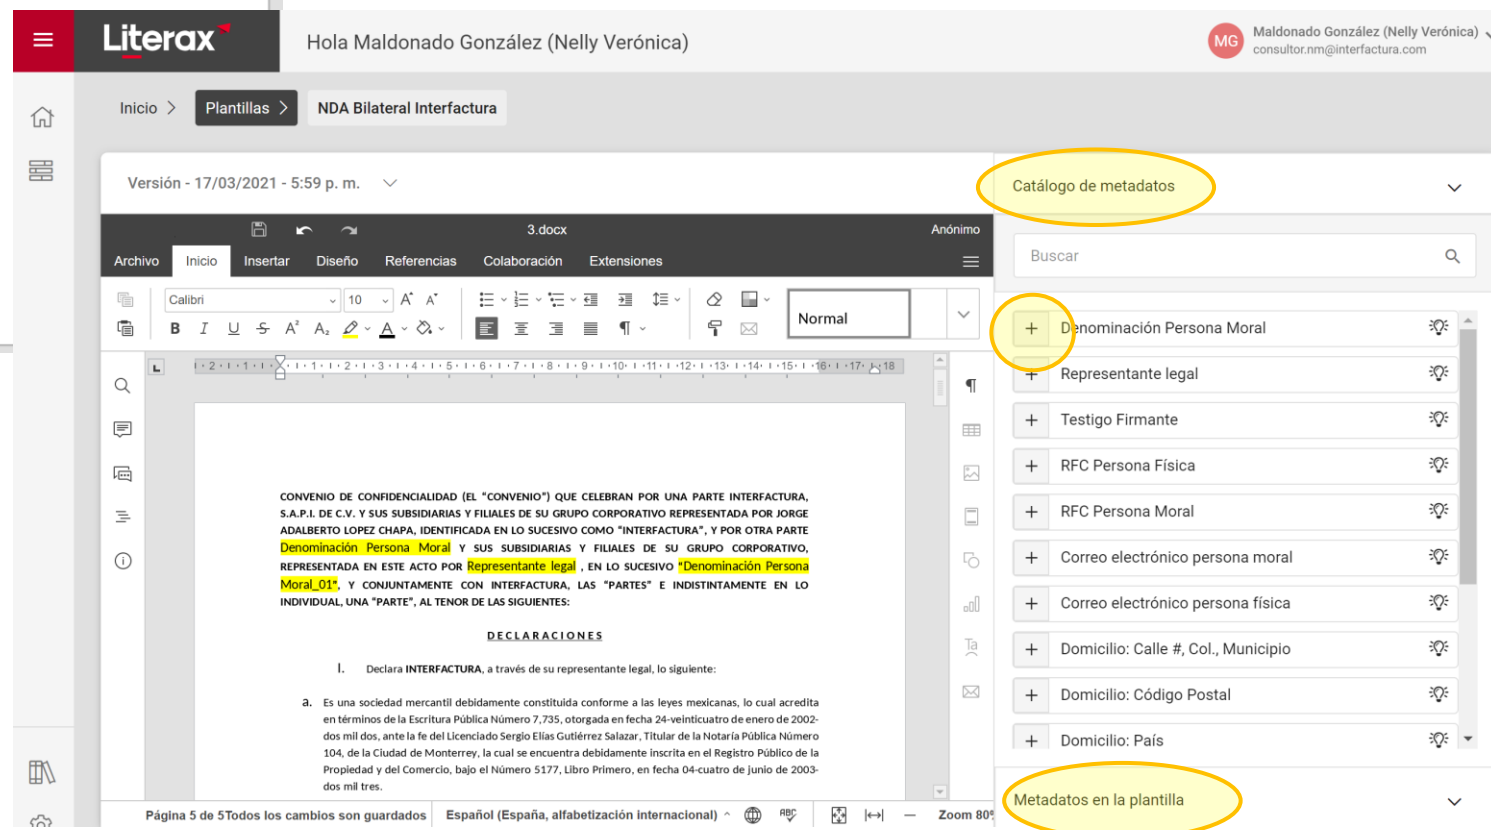 Literax
Hola Maldonado González (Nelly Verónica)
MG
Maldonado González (Nelly Verónica)
consultor.nm@interfactura.com
Inicio > Plantillas > NDA Bilateral Interfactura
Versión - 17/03/2021 - 5:59 p. m.
3.docx
Anónimo
Archivo Inicio Insertar Diseño Referencias Colaboración Extensiones
Calibri 10
Normal
CONVENIO DE CONFIDENCIALIDAD (EL “CONVENIO”) QUE CELEBRAN POR UNA PARTE INTERFACTURA,
S.A.P.I. DE C.V. Y SUS SUBSIDIARIAS Y FILIALES DE SU GRUPO CORPORATIVO REPRESENTADA POR JORGE
ADALBERTO LOPEZ CHAPA, IDENTIFICADA EN LO SUCESIVO COMO “INTERFACTURA”, Y POR OTRA PARTE
Denominación Persona Moral Y SUS SUBSIDIARIAS Y FILIALES DE SU GRUPO CORPORATIVO,
REPRESENTADA EN ESTE ACTO POR Representante legal , EN LO SUCESIVO “Denominación Persona
Moral_01”, Y CONJUNTAMENTE CON INTERFACTURA, LAS “PARTES” E INDISTINTAMENTE EN LO
INDIVIDUAL, UNA “PARTE”, AL TENOR DE LAS SIGUIENTES:
DECLARACIONES
I. Declara INTERFACTURA, a través de su representante legal, lo siguiente:
a. Es una sociedad mercantil debidamente constituida conforme a las leyes mexicanas, lo cual acredita
en términos de la Escritura Pública Número 7,735, otorgada en fecha 24-veinticuatro de enero de 2002-
dos mil dos, ante la fe del Licenciado Sergio Elías Gutiérrez Salazar, Titular de la Notaría Pública Número
104, de la Ciudad de Monterrey, la cual se encuentra debidamente inscrita en el Registro Público de la
Propiedad y del Comercio, bajo el Número 5177, Libro Primero, en fecha 04-cuatro de junio de 2003-
dos mil tres.
Página 5 de 5Todos los cambios son guardados Español (España, alfabetización internacional) Zoom 80%
Catálogo de metadatos
Buscar
+ Denominación Persona Moral
+ Representante legal
+ Testigo Firmante
+ RFC Persona Física
+ RFC Persona Moral
+ Correo electrónico persona moral
+ Correo electrónico persona física
+ Domicilio: Calle #, Col., Municipio
+ Domicilio: Código Postal
+ Domicilio: País
Metadatos en la plantilla